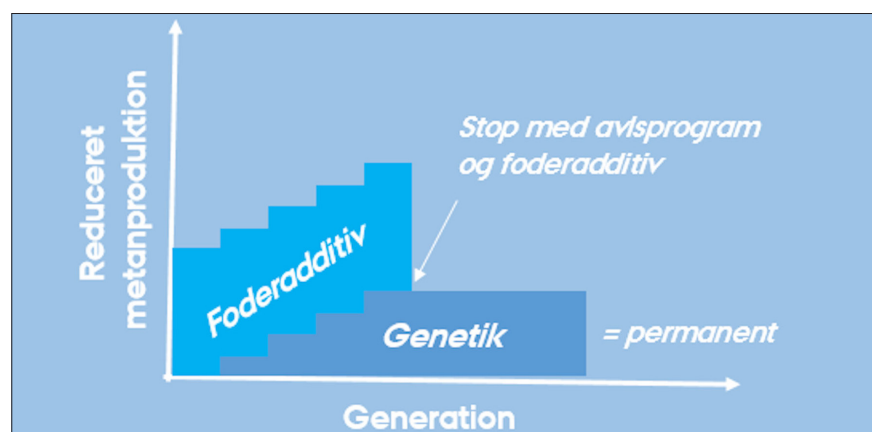 Reduceret
metanproduktion
Stop med avlsprogram
og foderadditiv
Foderadditiv
Genetik
= permanent
Generation